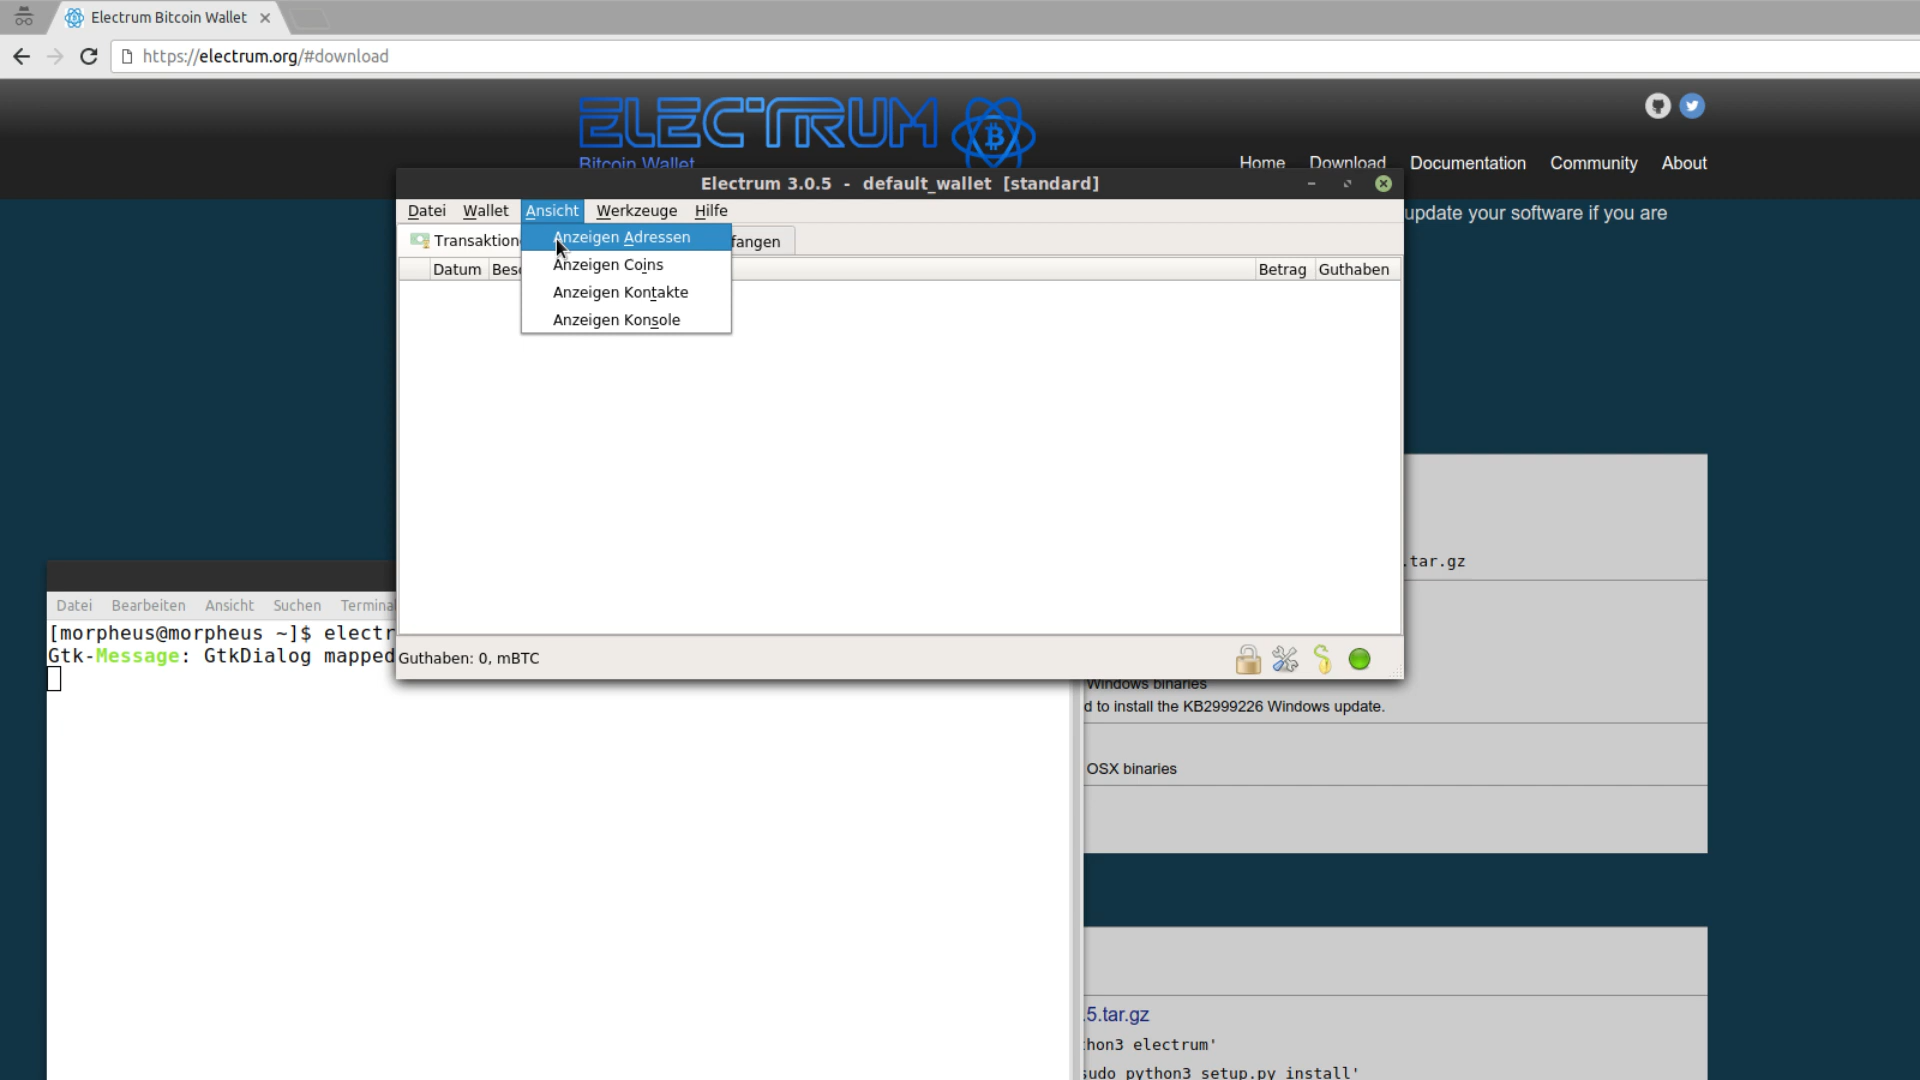 Electrum Bitcoin Wallet
https://electrum.org/#download
ELECTRUM
Bitcoin Wallet
Home Download Documentation Community About
Electrum 3.0.5 - default_wallet [standard]
Datei Wallet Ansicht Werkzeuge Hilfe
update your software if you are
Transaktion
fangen
Anzeigen Adressen
Anzeigen Coins
Anzeigen Kontakte
Anzeigen Konsole
Datum Besc
Betrag Guthaben
.tar.gz
Datei Bearbeiten Ansicht Suchen Terminal
[morpheus@morpheus ~]$ electr
Gtk-Message: GtkDialog mapped
Guthaben: 0, mBTC
Windows binaries
d to install the KB2999226 Windows update.
OSX binaries
.5.tar.gz
thon3 electrum'
sudo python3 setup.py install'